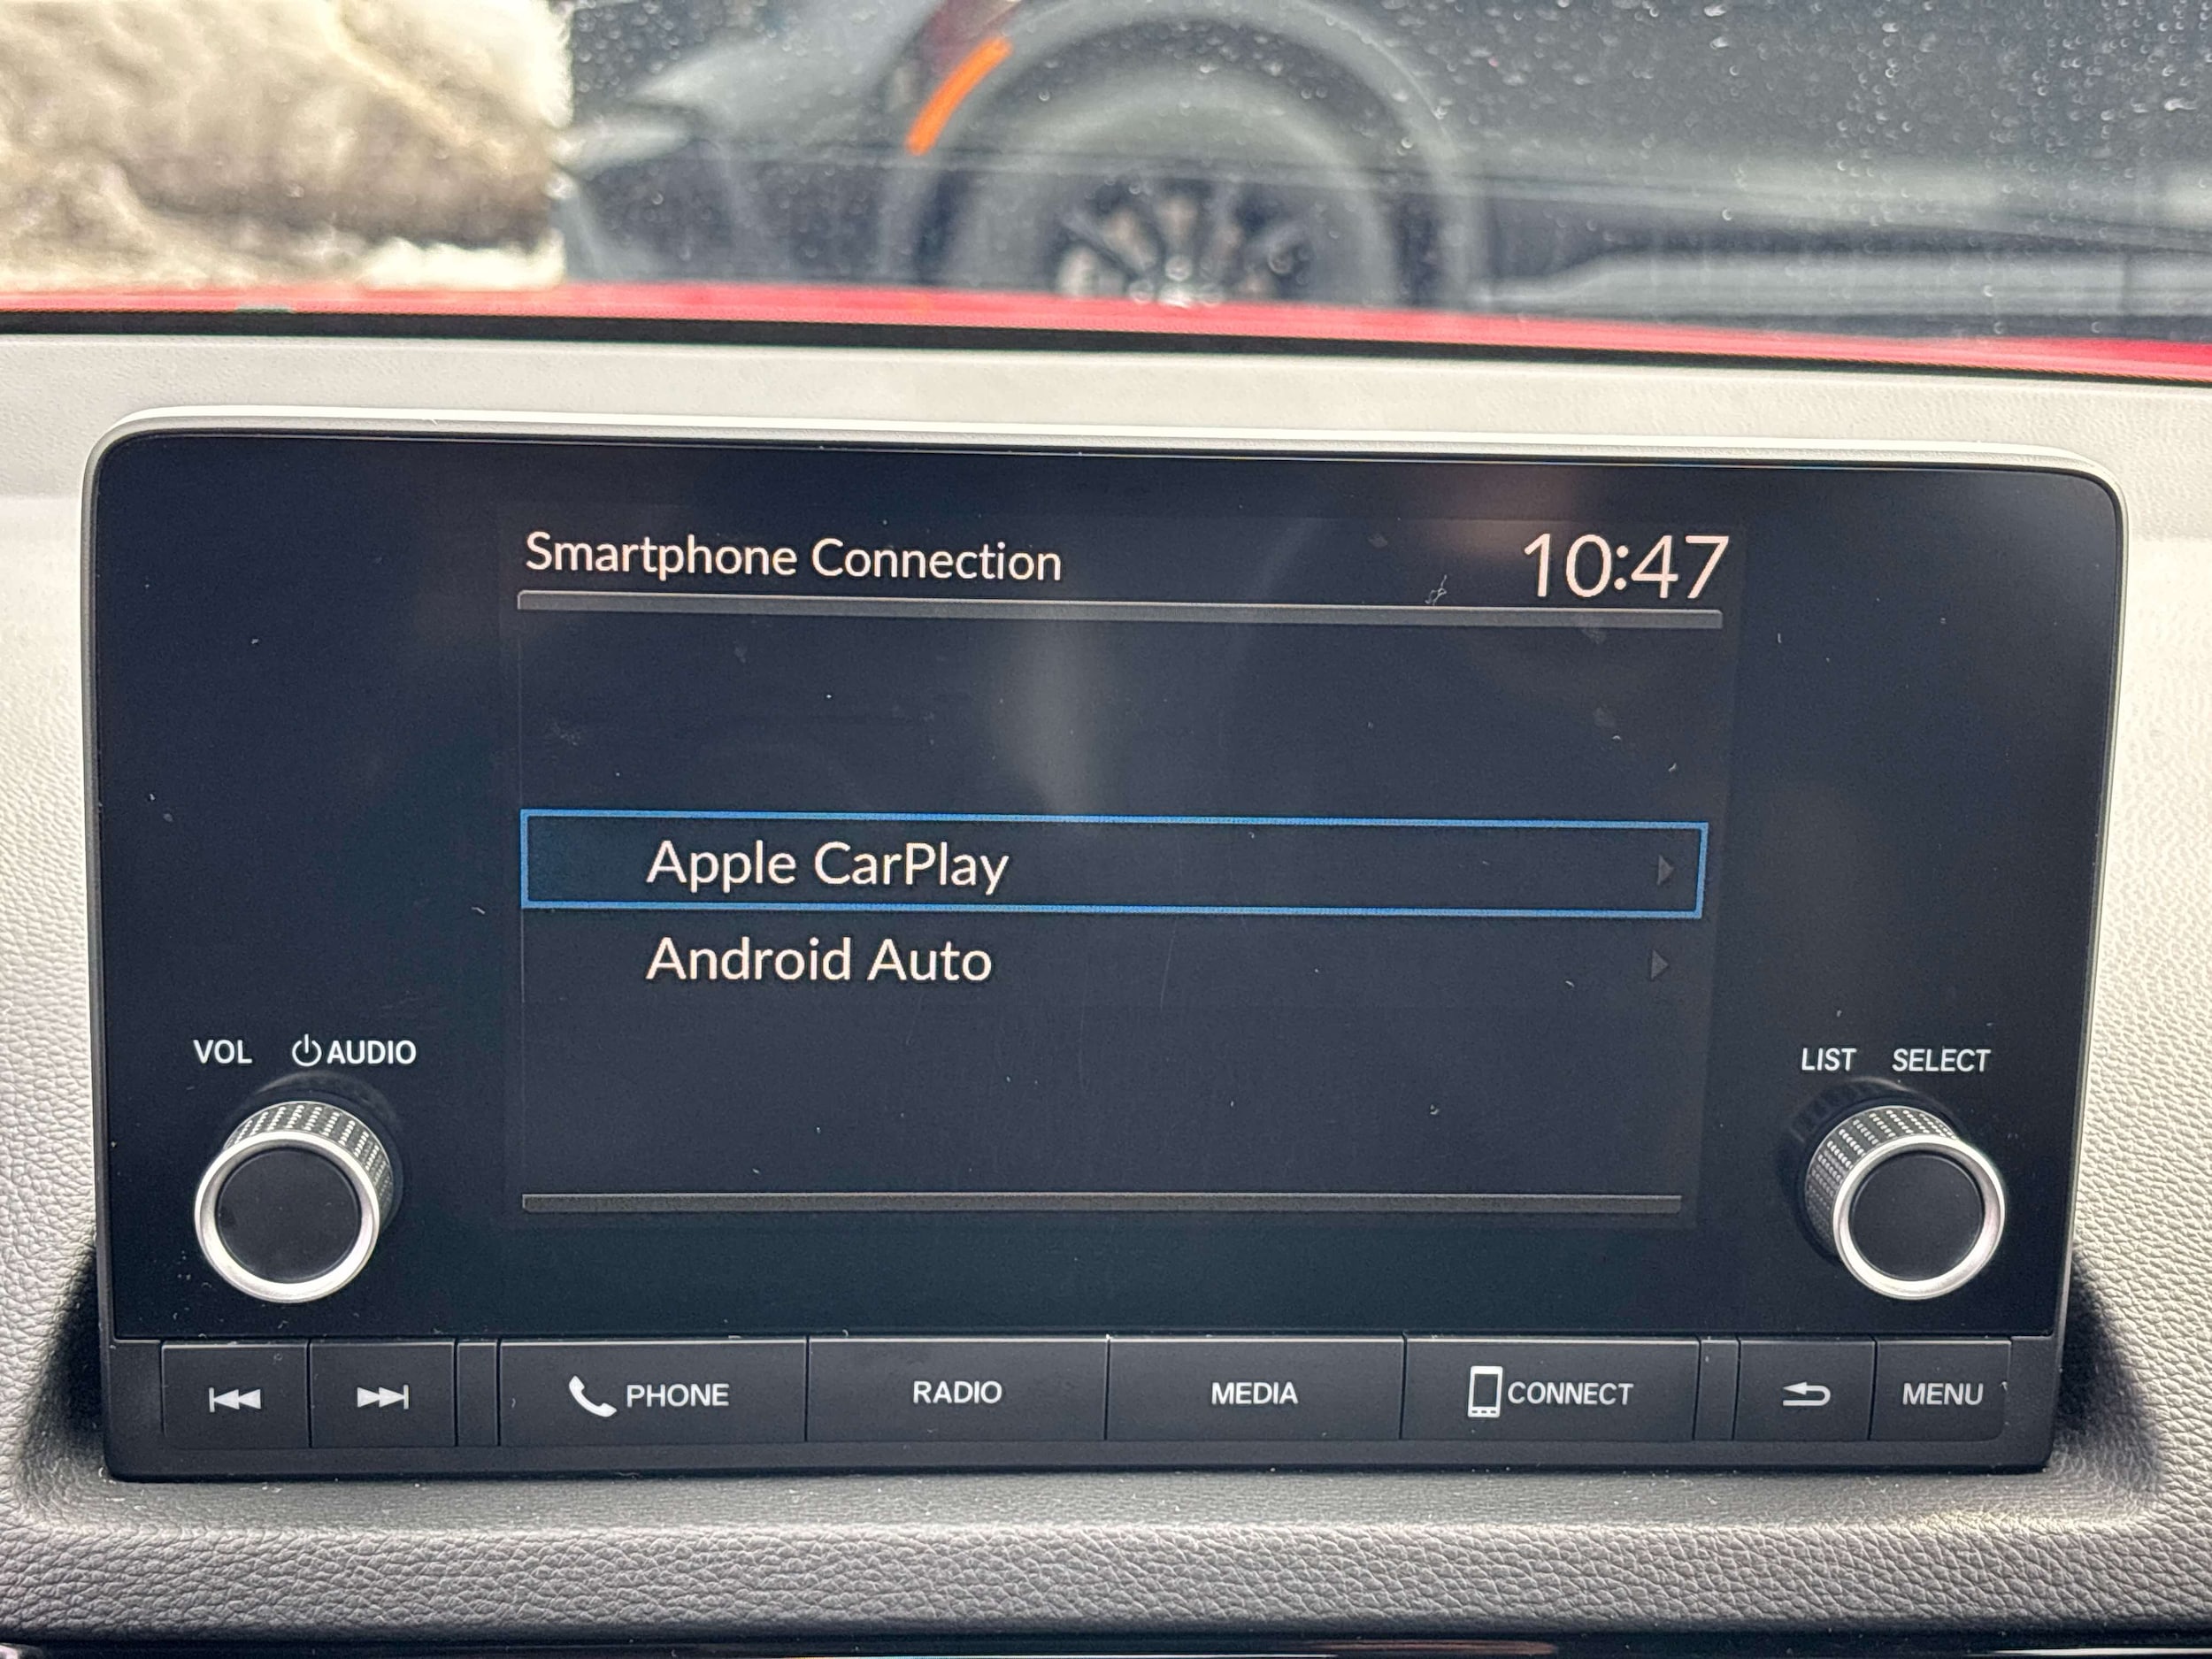 Smartphone Connection 10:47
Apple CarPlay
Android Auto
VOL AUDIO
LIST SELECT
PHONE RADIO MEDIA CONNECT MENU